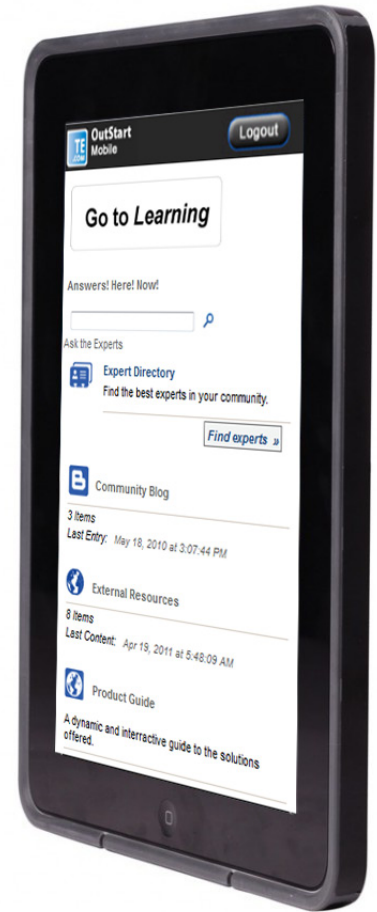 TE
.COM
OutStart
Mobile
Logout
Go to Learning
Answers! Here! Now!
Ask the Experts
Expert Directory
Find the best experts in your community.
Find experts »
Community Blog
3 Items
Last Entry: May 18, 2010 at 3:07:44 PM
External Resources
8 Items
Last Content: Apr 19, 2011 at 5:48:09 AM
Product Guide
A dynamic and interractive guide to the solutions
offered.